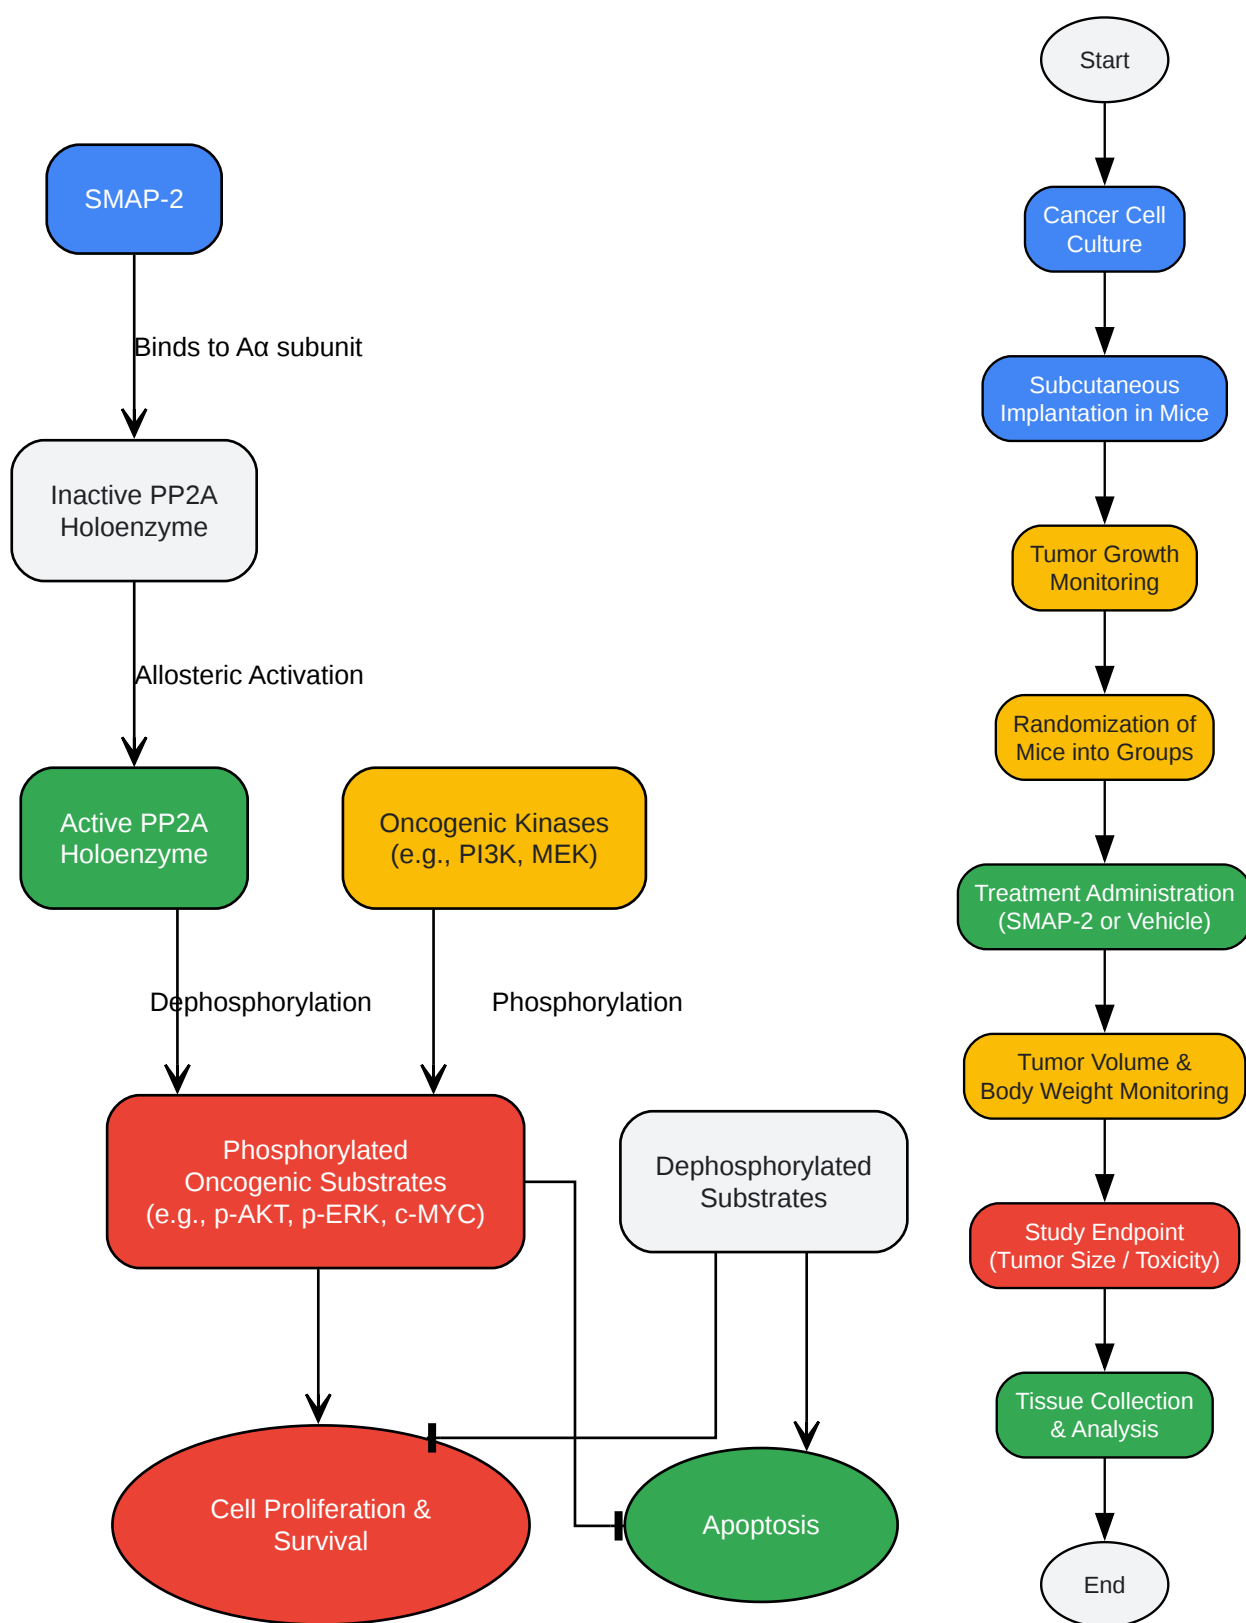 SMAP-2
Binds to Aα subunit
Inactive PP2A
Holoenzyme
Allosteric Activation
Active PP2A
Holoenzyme
Oncogenic Kinases
(e.g., PI3K, MEK)
Dephosphorylation
Phosphorylation
Phosphorylated
Oncogenic Substrates
(e.g., p-AKT, p-ERK, c-MYC)
Dephosphorylated
Substrates
Cell Proliferation &
Survival
Apoptosis
Start
Cancer Cell
Culture
Subcutaneous
Implantation in Mice
Tumor Growth
Monitoring
Randomization of
Mice into Groups
Treatment Administration
(SMAP-2 or Vehicle)
Tumor Volume &
Body Weight Monitoring
Study Endpoint
(Tumor Size / Toxicity)
Tissue Collection
& Analysis
End